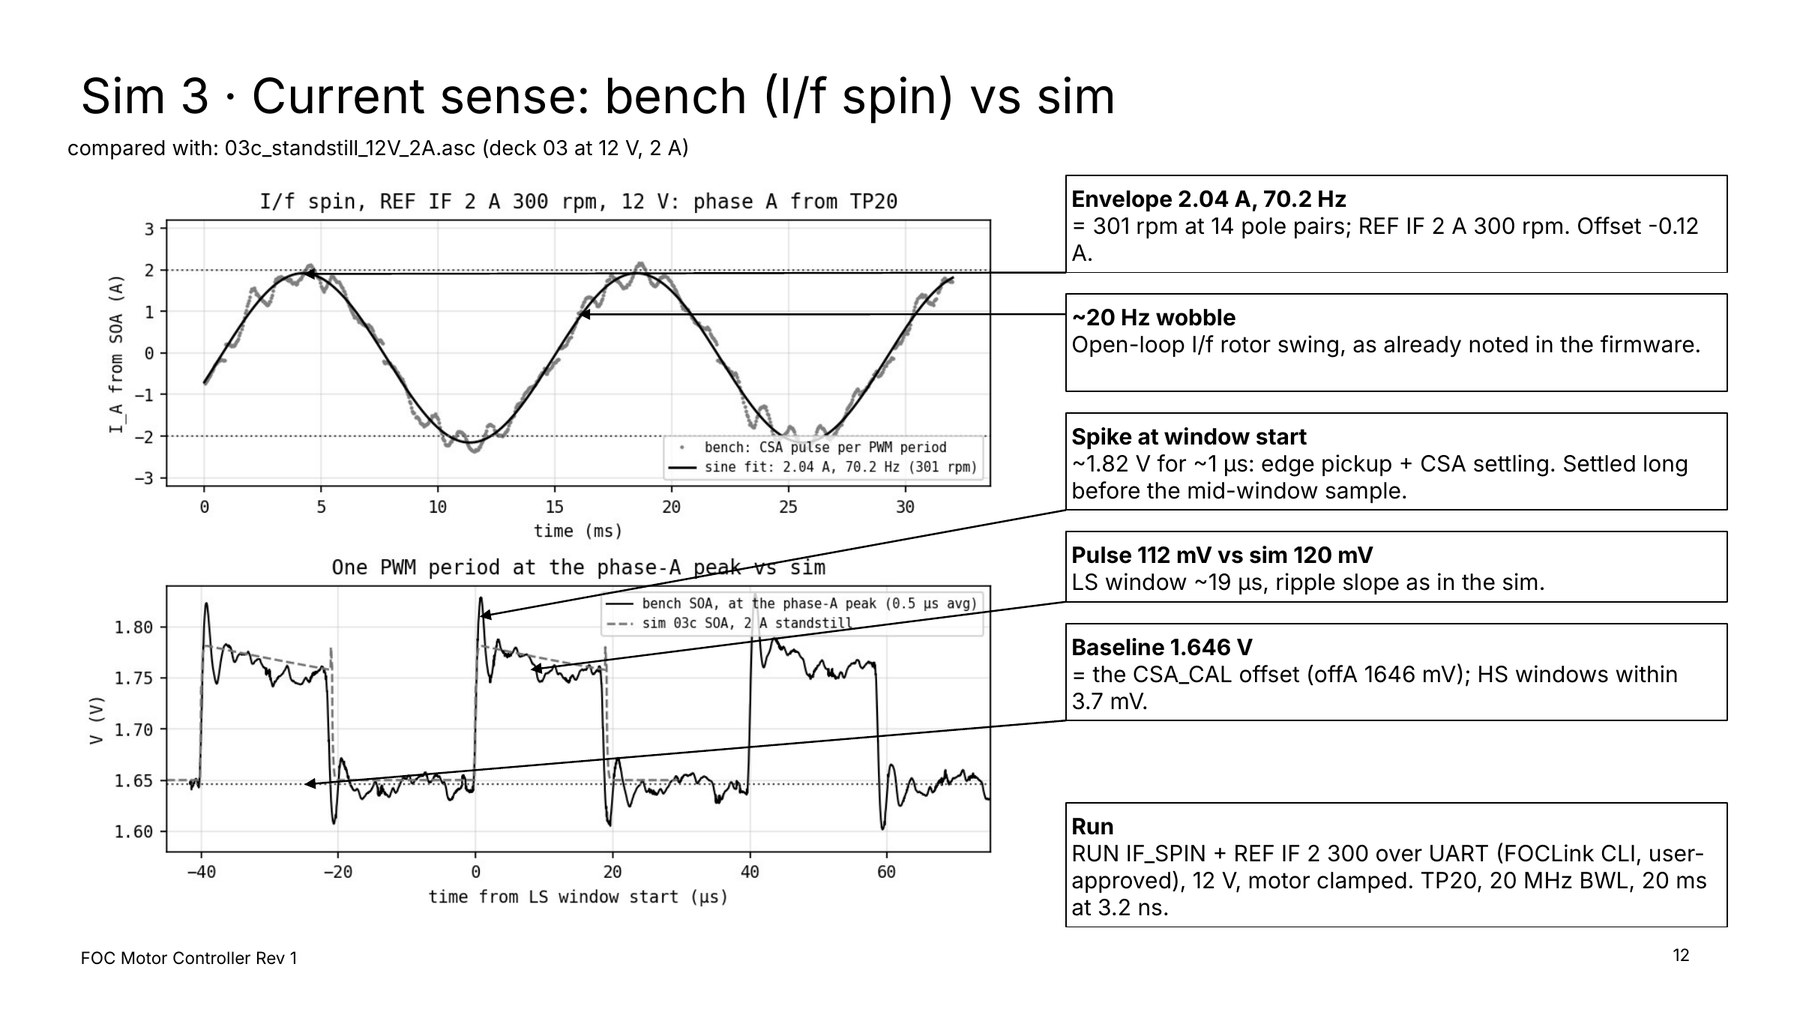 Sim 3 · Current sense: bench (I/f spin) vs sim
compared with: 03c_standstill_12V_2A.asc (deck 03 at 12 V, 2 A)
I/f spin, REF IF 2 A 300 rpm, 12 V: phase A from TP20
I_A from SOA (A)
3
2
1
0
−1
−2
−3
bench: CSA pulse per PWM period
sine fit: 2.04 A, 70.2 Hz (301 rpm)
0 5 10 15 20 25 30
time (ms)
One PWM period at the phase-A peak vs sim
bench SOA, at the phase-A peak (0.5 µs avg)
sim 03c SOA, 2 A standstill
V (V)
1.80
1.75
1.70
1.65
1.60
−40 −20 0 20 40 60
time from LS window start (µs)
Envelope 2.04 A, 70.2 Hz
= 301 rpm at 14 pole pairs; REF IF 2 A 300 rpm. Offset -0.12
A.
~20 Hz wobble
Open-loop I/f rotor swing, as already noted in the firmware.
Spike at window start
~1.82 V for ~1 µs: edge pickup + CSA settling. Settled long
before the mid-window sample.
Pulse 112 mV vs sim 120 mV
LS window ~19 µs, ripple slope as in the sim.
Baseline 1.646 V
= the CSA_CAL offset (offA 1646 mV); HS windows within
3.7 mV.
Run
RUN IF_SPIN + REF IF 2 300 over UART (FOCLink CLI, user-
approved), 12 V, motor clamped. TP20, 20 MHz BWL, 20 ms
at 3.2 ns.
FOC Motor Controller Rev 1
12